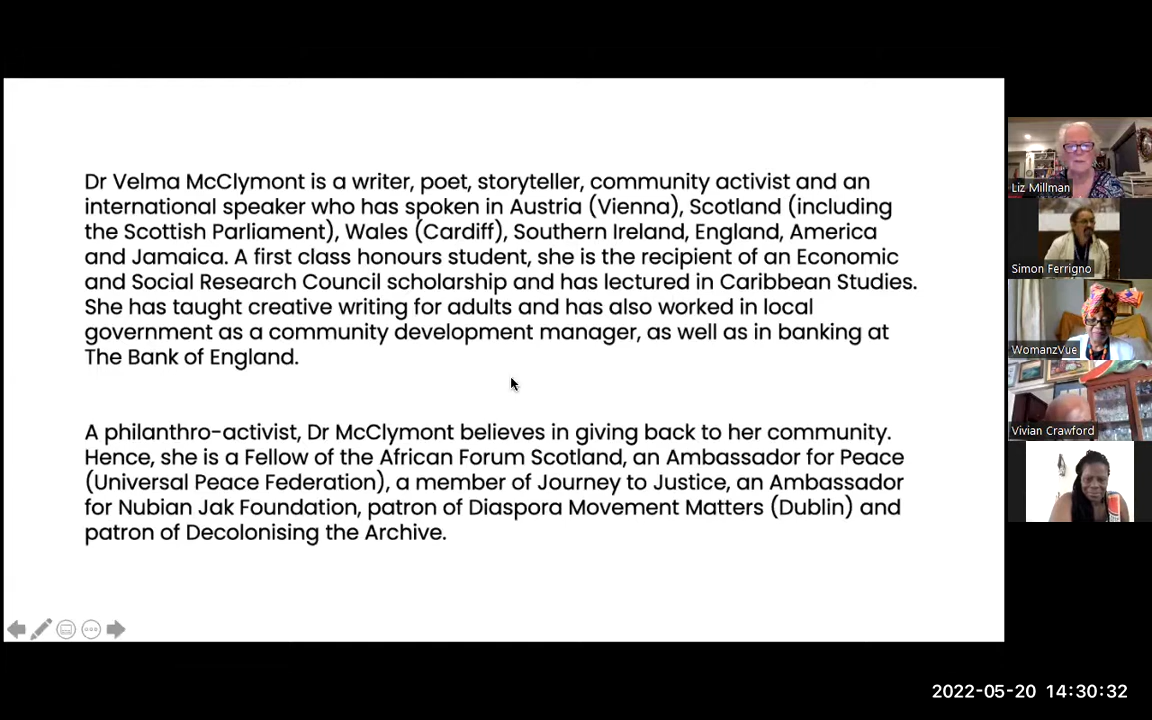 Dr Velma McClymont is a writer, poet, storyteller, community activist and an
international speaker who has spoken in Austria (Vienna), Scotland (including
the Scottish Parliament), Wales (Cardiff), Southern Ireland, England, America
and Jamaica. A first class honours student, she is the recipient of an Economic
and Social Research Council scholarship and has lectured in Caribbean Studies.
She has taught creative writing for adults and has also worked in local
government as a community development manager, as well as in banking at
The Bank of England.
A philanthro-activist, Dr McClymont believes in giving back to her community.
Hence, she is a Fellow of the African Forum Scotland, an Ambassador for Peace
(Universal Peace Federation), a member of Journey to Justice, an Ambassador
for Nubian Jak Foundation, patron of Diaspora Movement Matters (Dublin) and
patron of Decolonising the Archive.
Liz Millman
Simon Ferrigno
WomanzVue
Vivian Crawford
2022-05-20 14:30:32